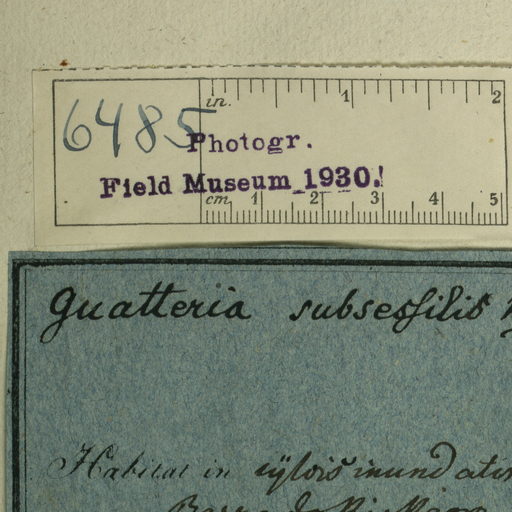 6485
in. 1 2
Photogr.
Field Museum 1930!
cm 1 2 3 4 5
Guatteria subsessilis
Habitat in sylvis inundatis